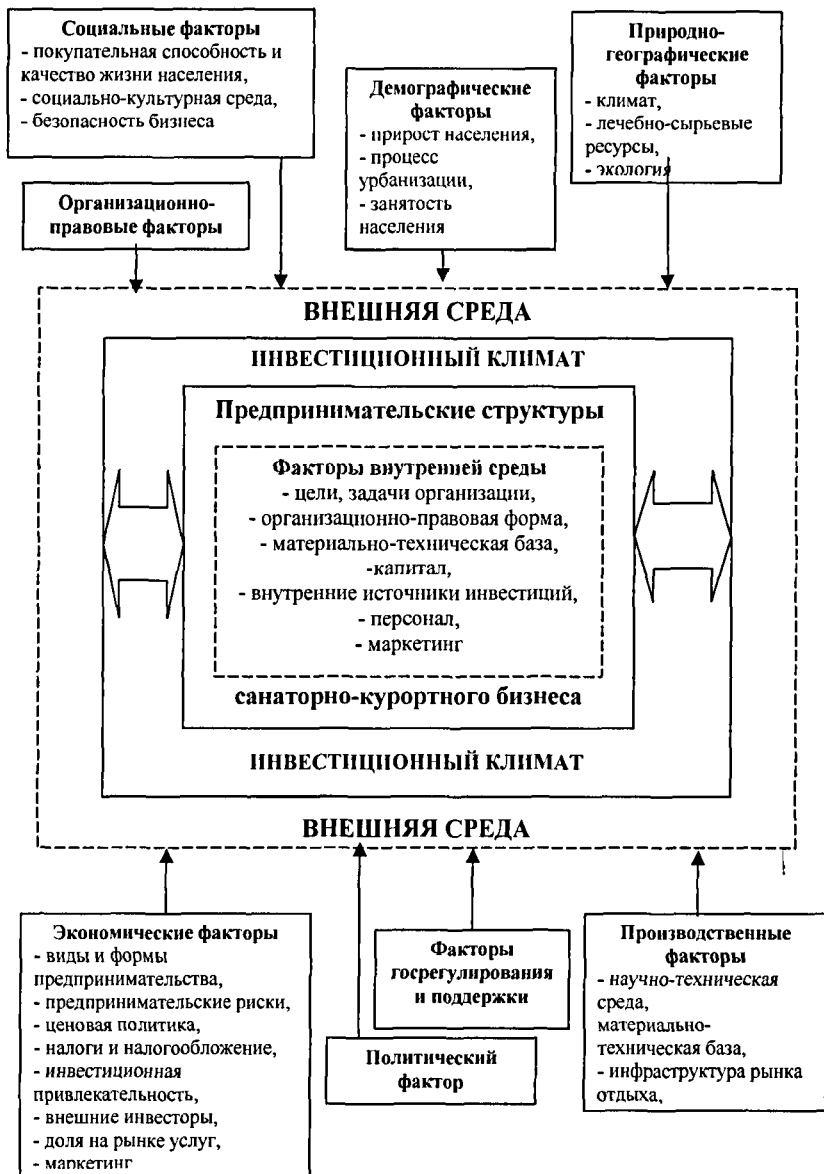 Социальные факторы
- покупательная способность и
качество жизни населения,
- социально-культурная среда,
- безопасность бизнеса
Организационно-
правовые факторы
Демографические
факторы
- прирост населения,
- процесс
урбанизации,
- занятость
населения
Природно-
географические
факторы
- климат,
- лечебно-сырьевые
ресурсы,
- экология
ВНЕШНЯЯ СРЕДА
ИНВЕСТИЦИОННЫЙ КЛИМАТ
Предпринимательские структуры
Факторы внутренней среды
- цели, задачи организации,
- организационно-правовая форма,
- материально-техническая база,
-капитал,
- внутренние источники инвестиций,
- персонал,
- маркетинг
санаторно-курортного бизнеса
ИНВЕСТИЦИОННЫЙ КЛИМАТ
ВНЕШНЯЯ СРЕДА
Экономические факторы
- виды и формы
предпринимательства,
- предпринимательские риски,
- ценовая политика,
- налоги и налогообложение,
- инвестиционная
привлекательность,
- внешние инвесторы,
- доля на рынке услуг,
- маркетинг
Политический
фактор
Факторы
госрегулирования
и поддержки
Производственные
факторы
- научно-техническая
среда,
материально-
техническая база,
- инфраструктура рынка
отдыха,